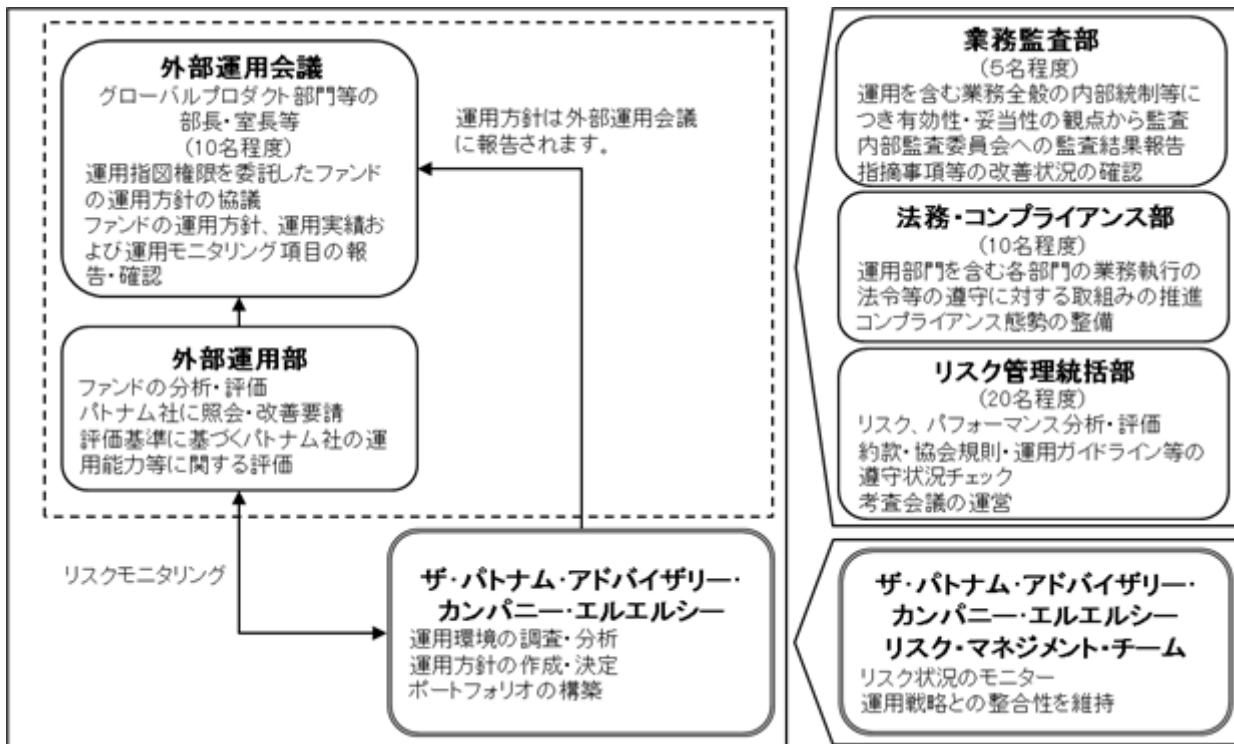 外部運用会議
グローバルプロダクト部門等の
部長・室長等
(10名程度)
運用指図権限を委託したファンド
の運用方針の協議
ファンドの運用方針、運用実績お
よび運用モニタリング項目の報
告・確認
運用方針は外部運用会議
に報告されます。
外部運用部
ファンドの分析・評価
パトナム社に照会・改善要請
評価基準に基づくパトナム社の運
用能力等に関する評価
リスクモニタリング
ザ・パトナム・アドバイザリー・
カンパニー・エルエルシー
運用環境の調査・分析
運用方針の作成・決定
ポートフォリオの構築
業務監査部
(5名程度)
運用を含む業務全般の内部統制等に
つき有効性・妥当性の観点から監査
内部監査委員会への監査結果報告
指摘事項等の改善状況の確認
法務・コンプライアンス部
(10名程度)
運用部門を含む各部門の業務執行の
法令等の遵守に対する取組みの推進
コンプライアンス態勢の整備
リスク管理統括部
(20名程度)
リスク、パフォーマンス分析・評価
約款・協会規則・運用ガイドライン等の
遵守状況チェック
考査会議の運営
ザ・パトナム・アドバイザリー・
カンパニー・エルエルシー
リスク・マネジメント・チーム
リスク状況のモニター
運用戦略との整合性を維持